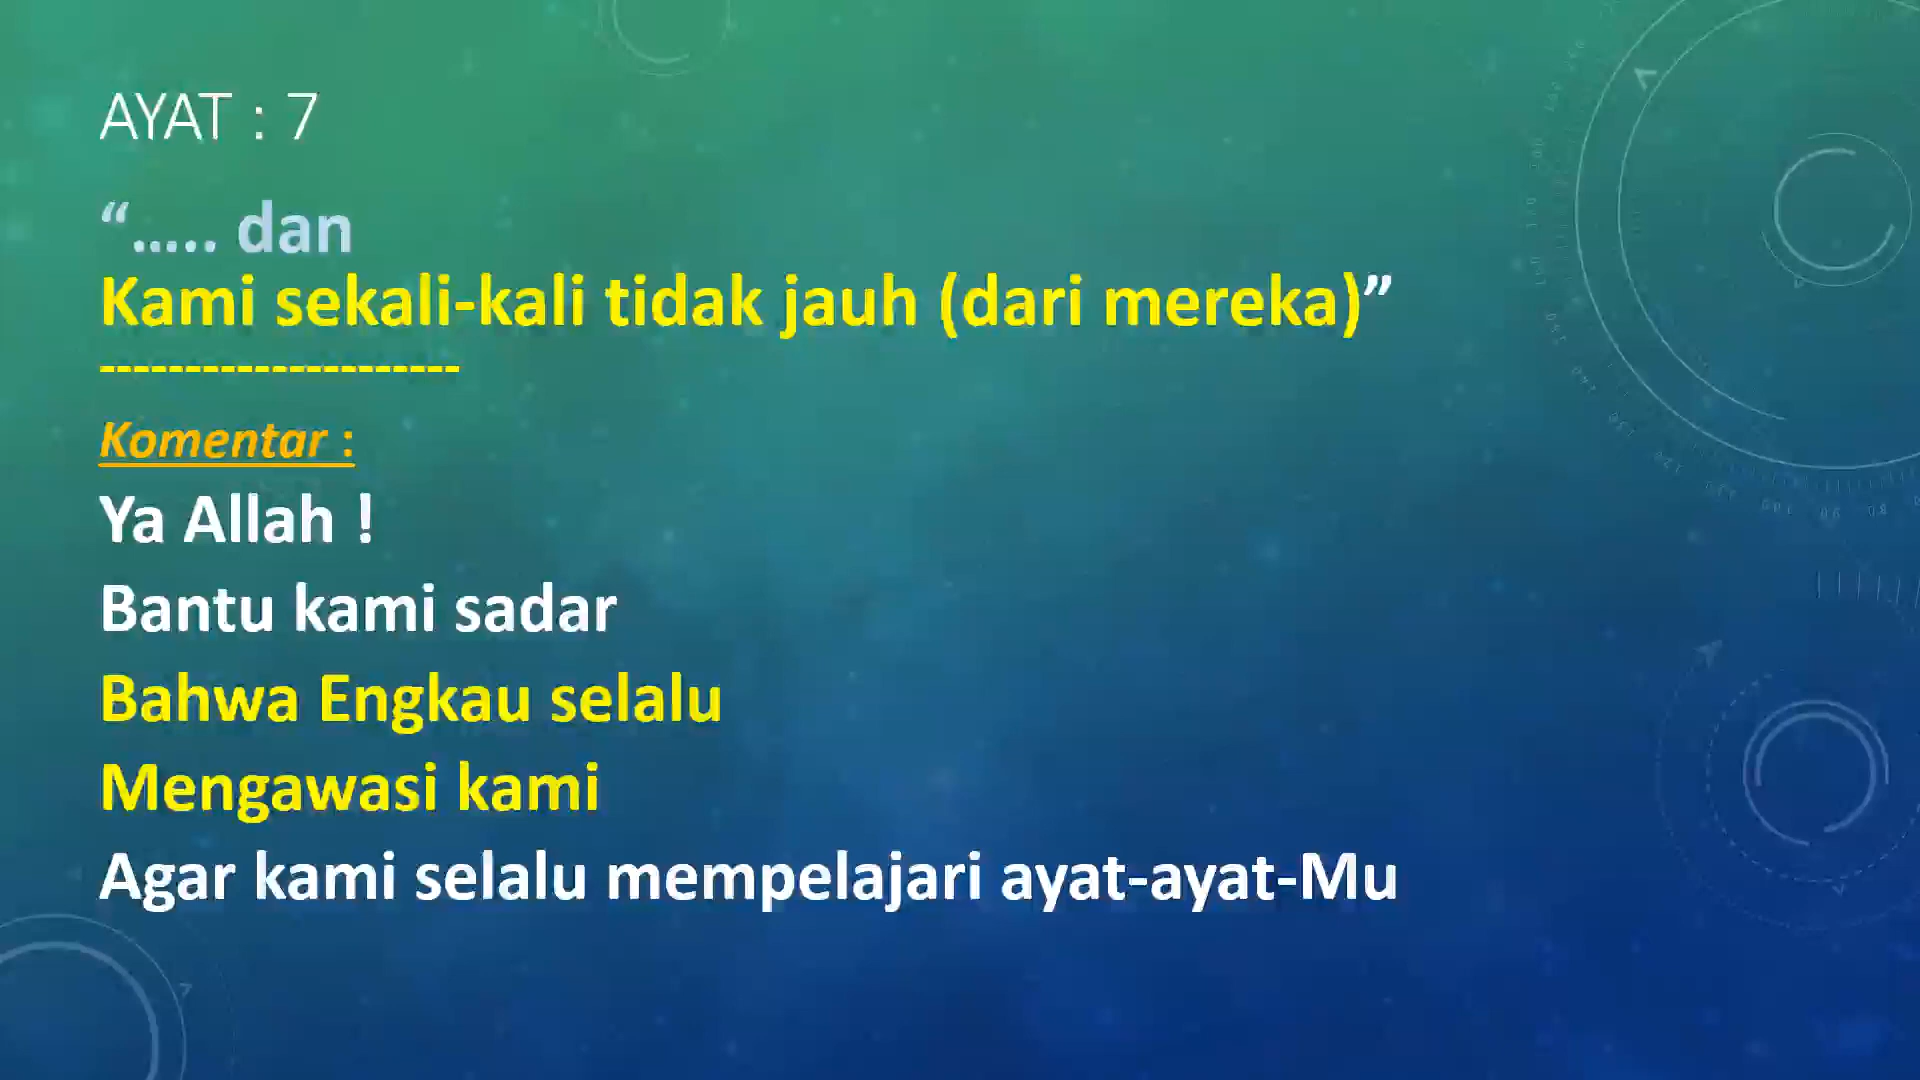 AYAT : 7
“….. dan
Kami sekali-kali tidak jauh (dari mereka)”
---------------------
Komentar :
Ya Allah !
Bantu kami sadar
Bahwa Engkau selalu
Mengawasi kami
Agar kami selalu mempelajari ayat-ayat-Mu